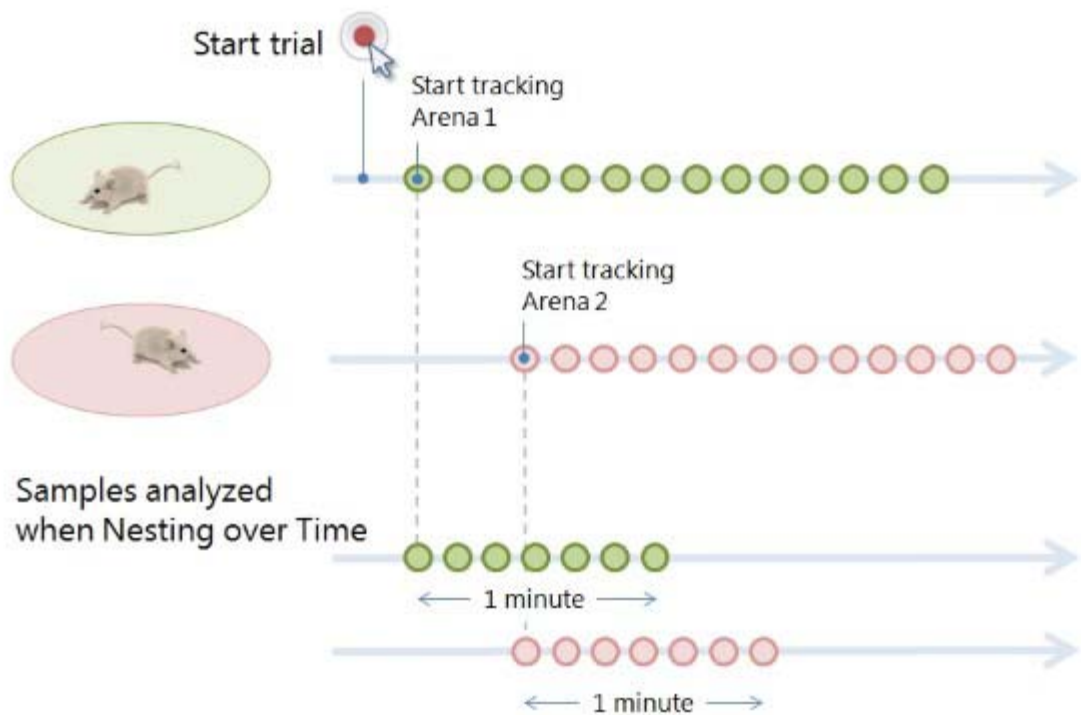 Start trial
Start tracking
Arena 1
Start tracking
Arena 2
Samples analyzed
when Nesting over Time
1 minute
1 minute